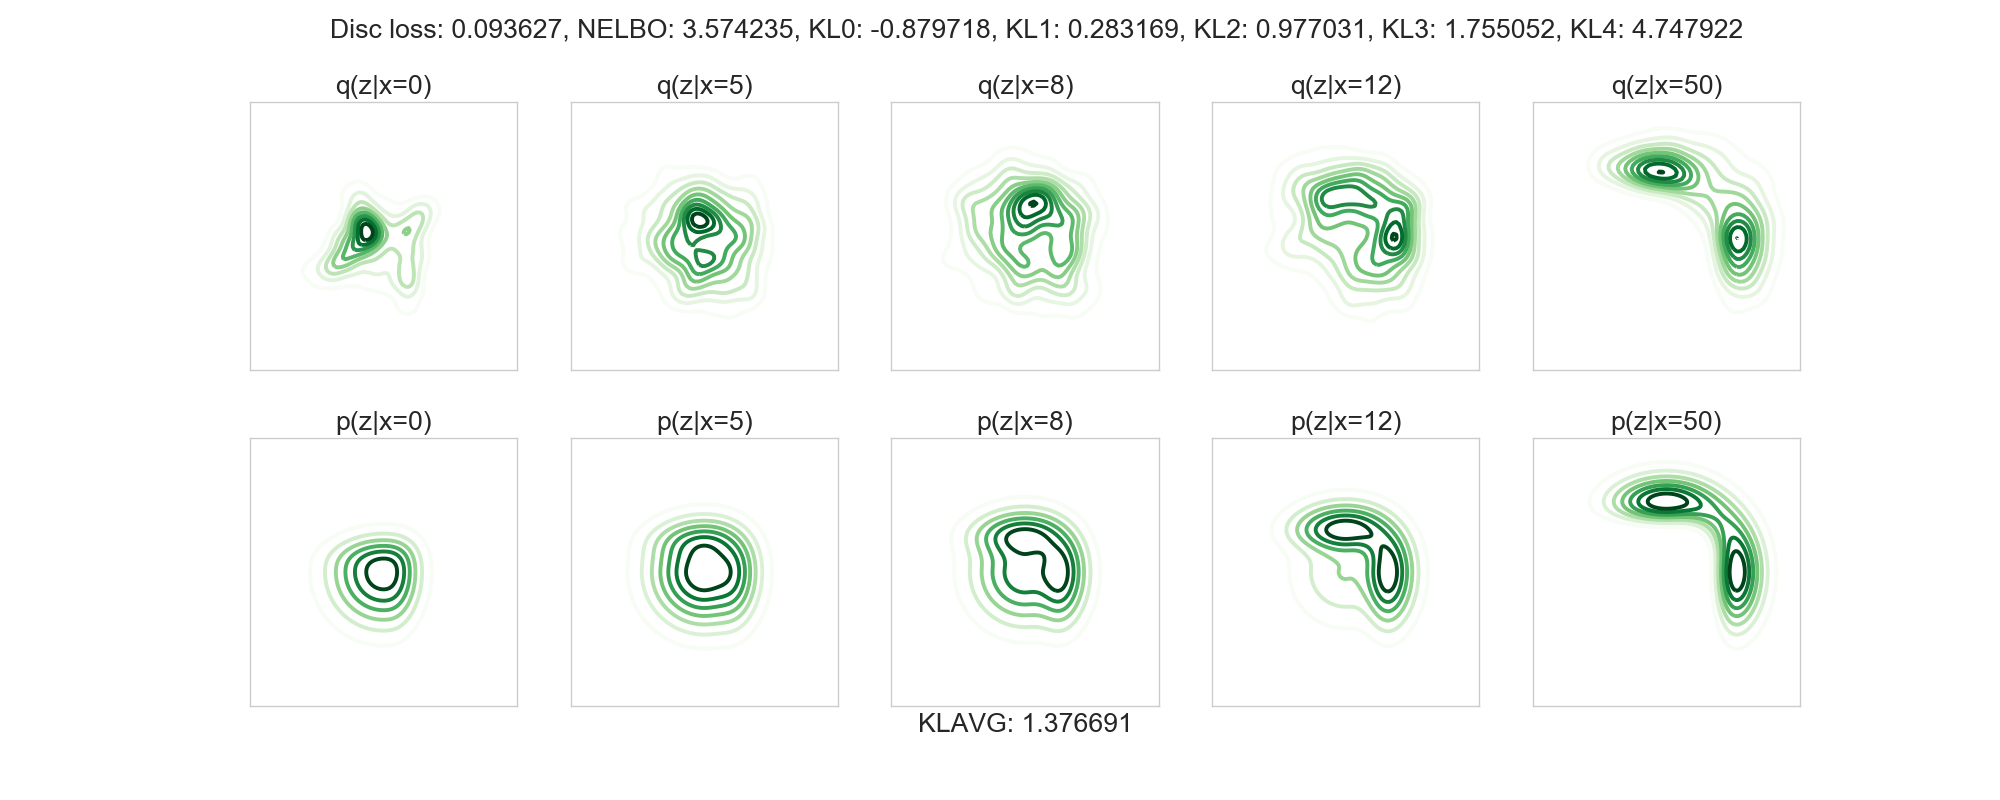 Disc loss: 0.093627, NELBO: 3.574235, KL0: -0.879718, KL1: 0.283169, KL2: 0.977031, KL3: 1.755052, KL4: 4.747922
q(z|x=0) q(z|x=5) q(z|x=8) q(z|x=12) q(z|x=50)
p(z|x=0) p(z|x=5) p(z|x=8) p(z|x=12) p(z|x=50)
KLAVG: 1.376691